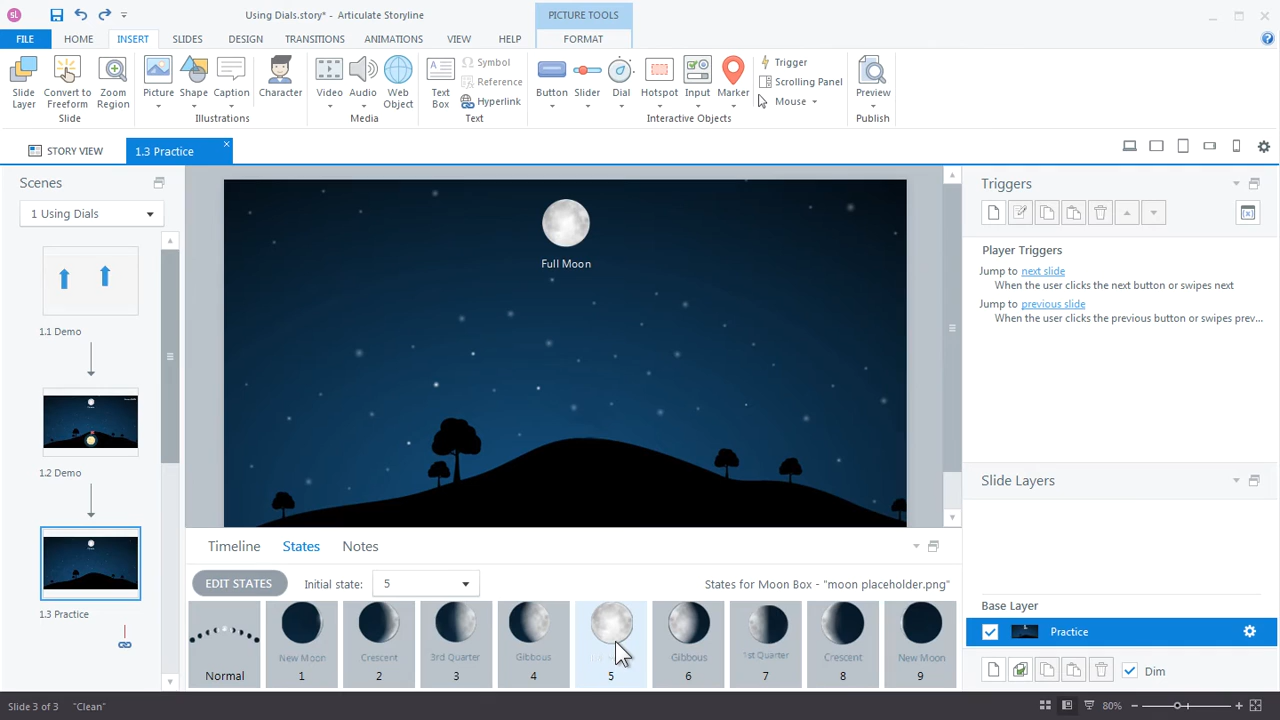 sl
Using Dials.story* - Articulate Storyline
PICTURE TOOLS
FILE HOME INSERT SLIDES DESIGN TRANSITIONS ANIMATIONS VIEW HELP FORMAT
Slide Layer
Convert to Freeform
Zoom Region
Slide
Picture
Shape
Caption
Character
Illustrations
Video
Audio
Web Object
Media
Text Box
Symbol
Reference
Hyperlink
Text
Button
Slider
Dial
Hotspot
Input
Marker
Trigger
Scrolling Panel
Mouse
Interactive Objects
Preview
Publish
STORY VIEW
1.3 Practice
Scenes
1 Using Dials
1.1 Demo
1.2 Demo
1.3 Practice
Full Moon
Triggers
Player Triggers
Jump to next slide
When the user clicks the next button or swipes next
Jump to previous slide
When the user clicks the previous button or swipes prev...
Slide Layers
Base Layer
Practice
Dim
Timeline States Notes
EDIT STATES Initial state: 5 States for Moon Box - "moon placeholder.png"
New Moon Crescent 3rd Quarter Gibbous Gibbous 1st Quarter Crescent New Moon
Normal 1 2 3 4 5 6 7 8 9
Slide 3 of 3 "Clean" 80%